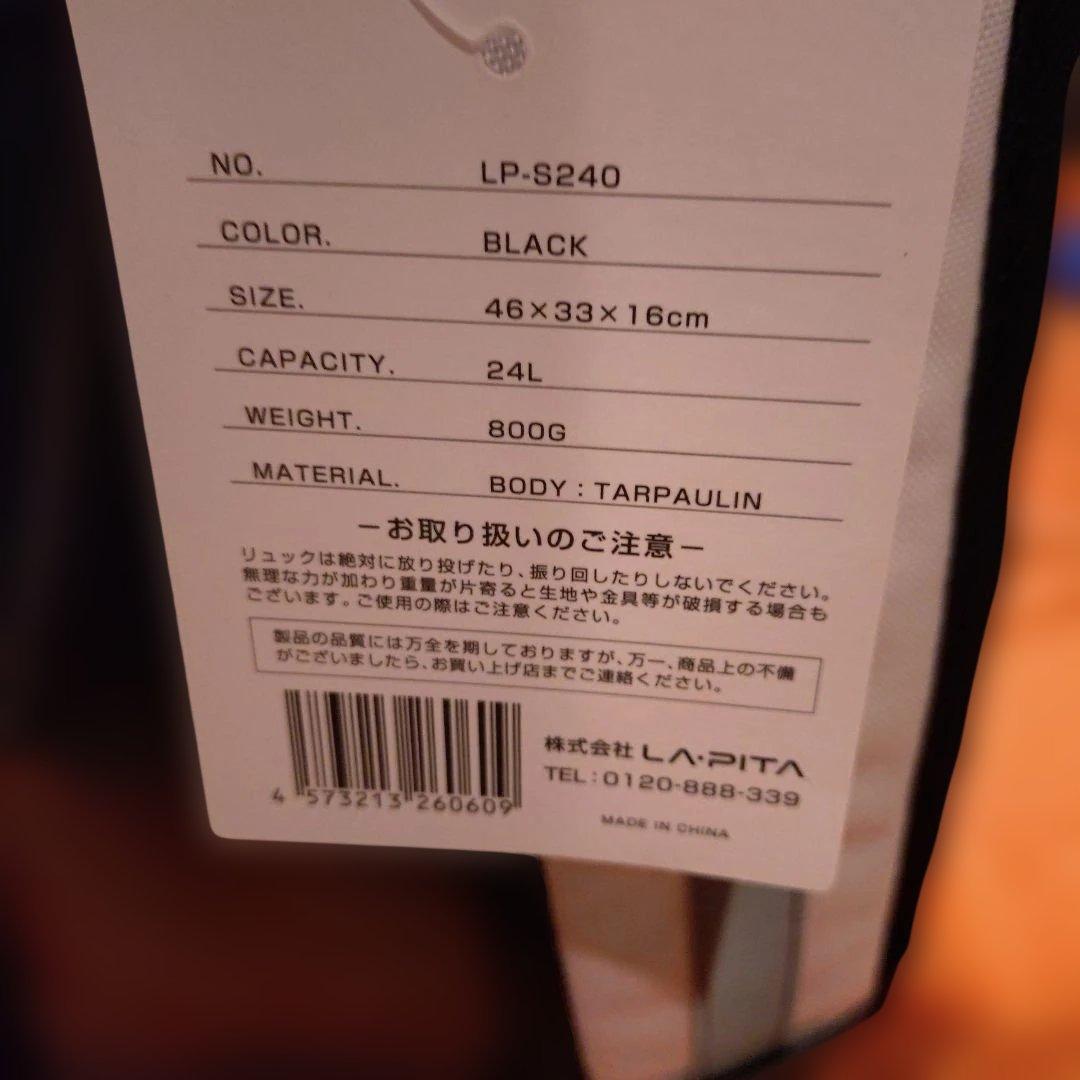 NO. LP-S240
COLOR. BLACK
SIZE. 46×33×16cm
CAPACITY. 24L
WEIGHT. 800G
MATERIAL. BODY：TARPAULIN
－お取り扱いのご注意－
リュックは絶対に放り投げたり、振り回したりしないでください。
無理な力が加わり重量が片寄ると生地や金具等が破損する場合も
ございます。ご使用の際はご注意ください。
製品の品質には万全を期しておりますが、万一、商品上の不備
がございましたら、お買い上げ店までご連絡ください。
4 573213 260609
株式会社 LA･PITA
TEL：0120-888-339
MADE IN CHINA